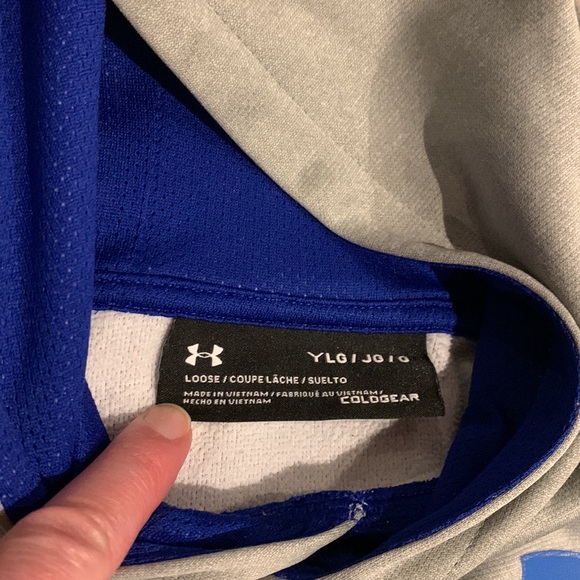 YLG / JG / G
LOOSE / COUPE LÂCHE / SUELTO
MADE IN VIETNAM / FABRIQUÉ AU VIETNAM /
HECHO EN VIETNAM
COLDGEAR